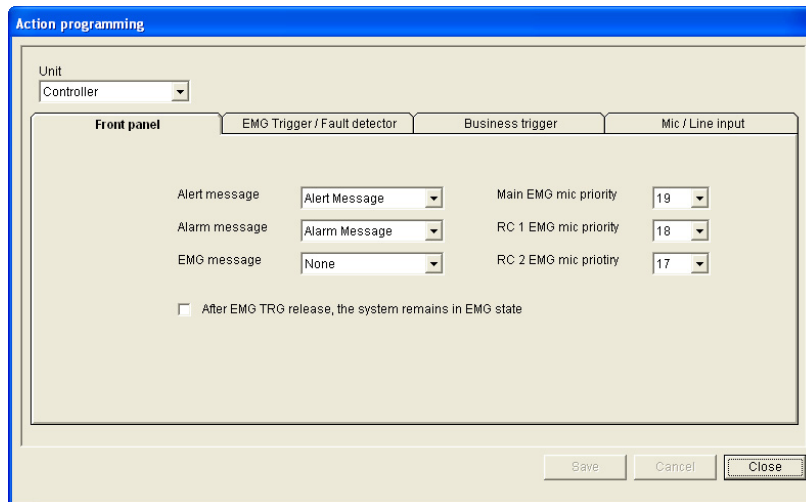 Action programming
Unit
Controller
Front panel EMG Trigger / Fault detector Business trigger Mic / Line input
Alert message Alert Message Main EMG mic priority 19
Alarm message Alarm Message RC 1 EMG mic priority 18
EMG message None RC 2 EMG mic priotiry 17
After EMG TRG release, the system remains in EMG state
Save Cancel Close